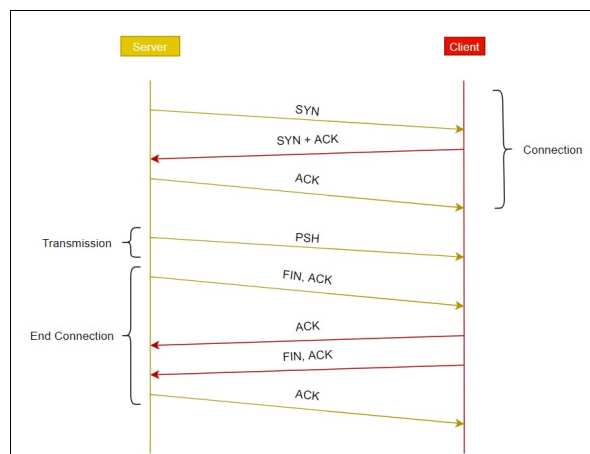 Server
Client
SYN
SYN + ACK
Connection
ACK
PSH
Transmission
FIN, ACK
End Connection
ACK
FIN, ACK
ACK